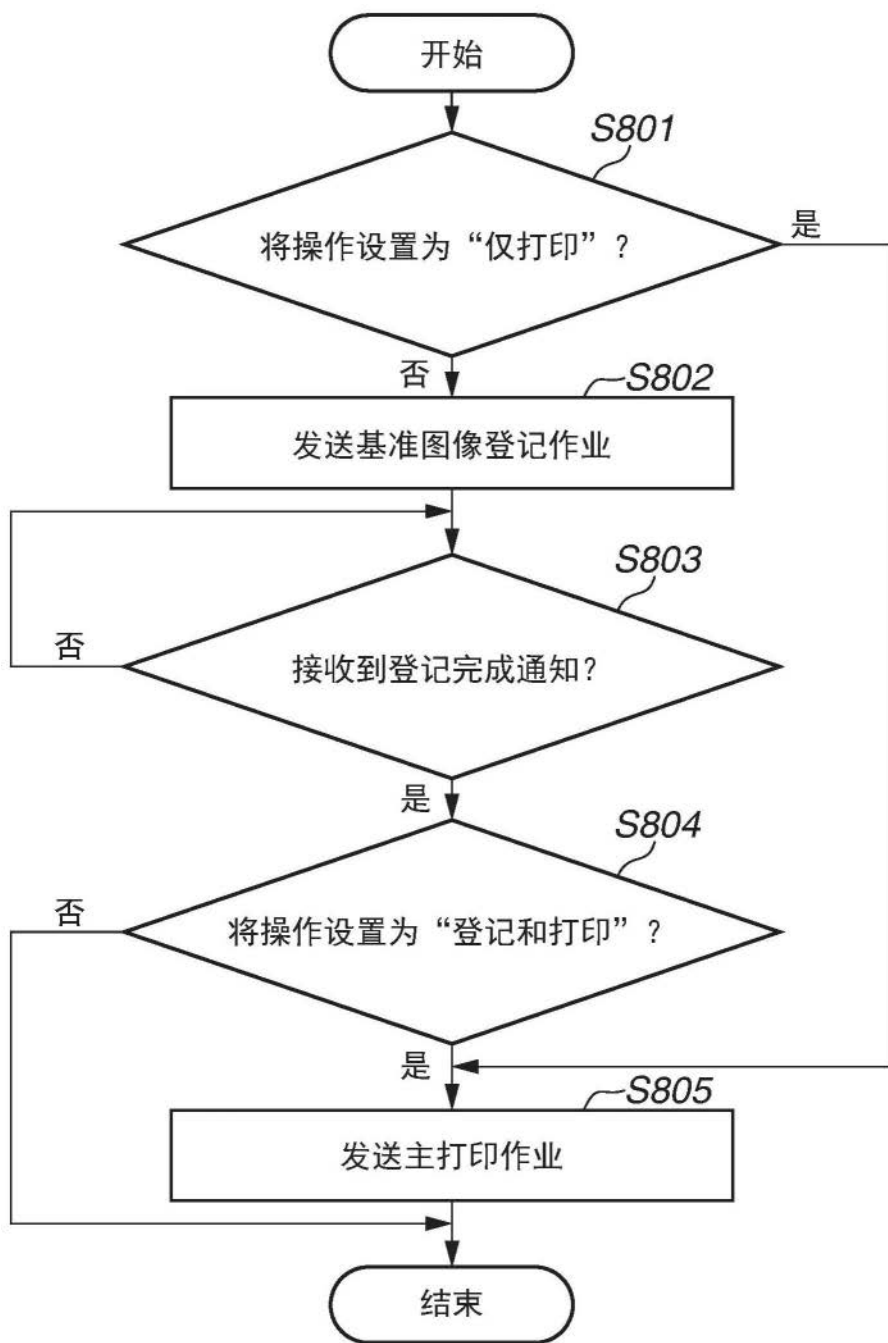 开始
S801
将操作设置为“仅打印”？
是
否
S802
发送基准图像登记作业
S803
否
接收到登记完成通知？
是
S804
否
将操作设置为“登记和打印”？
是
S805
发送主打印作业
结束